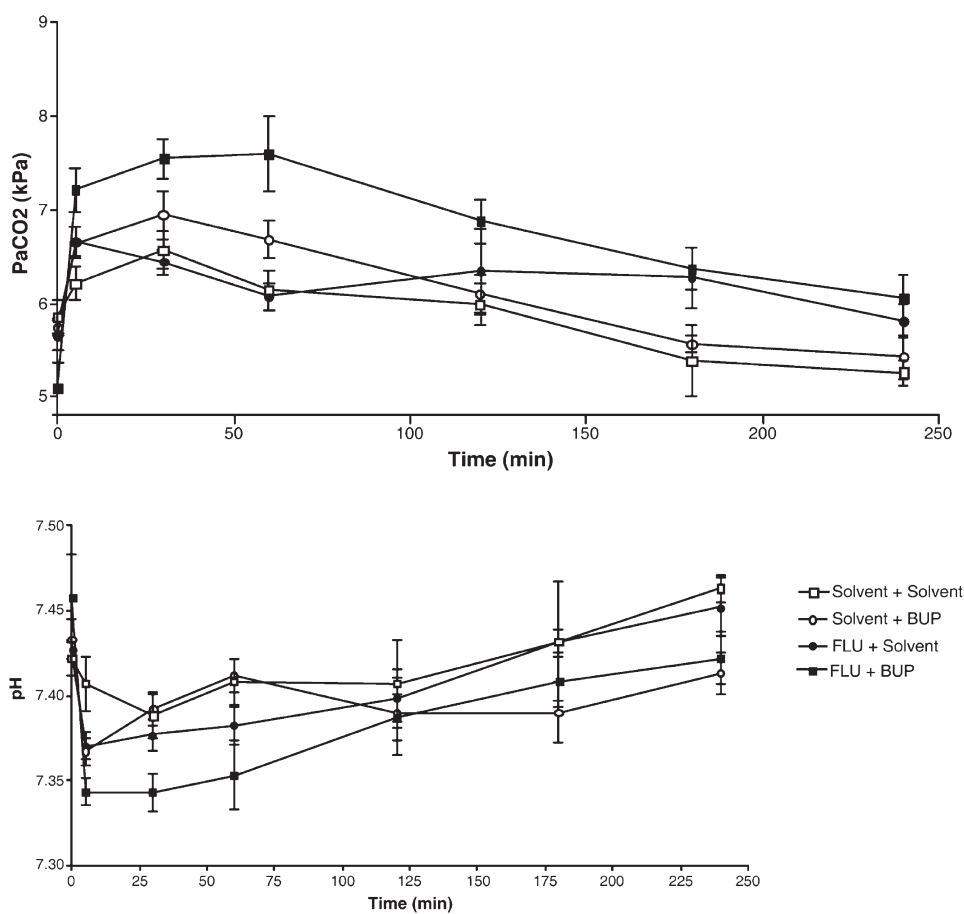 9
8
7
6
5
PaCO2 (kPa)
0 50 100 150 200 250
Time (min)
7.50
7.45
7.40
7.35
7.30
pH
0 25 50 75 100 125 150 175 200 225 250
Time (min)
Solvent + Solvent
Solvent + BUP
FLU + Solvent
FLU + BUP